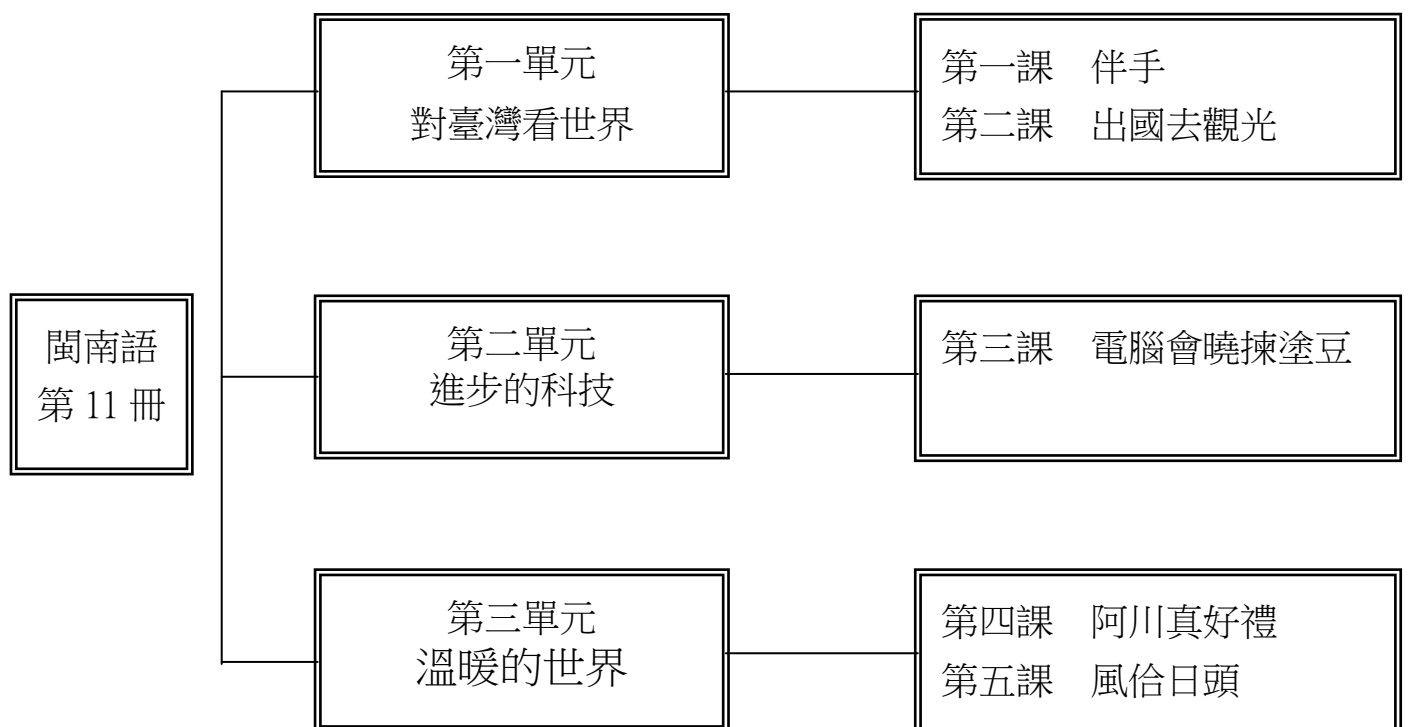 閩南語
第 11 冊
第一單元
對臺灣看世界
第一課　伴手
第二課　出國去觀光
第二單元
進步的科技
第三課　電腦會曉揀塗豆
第三單元
溫暖的世界
第四課　阿川真好禮
第五課　風佮日頭